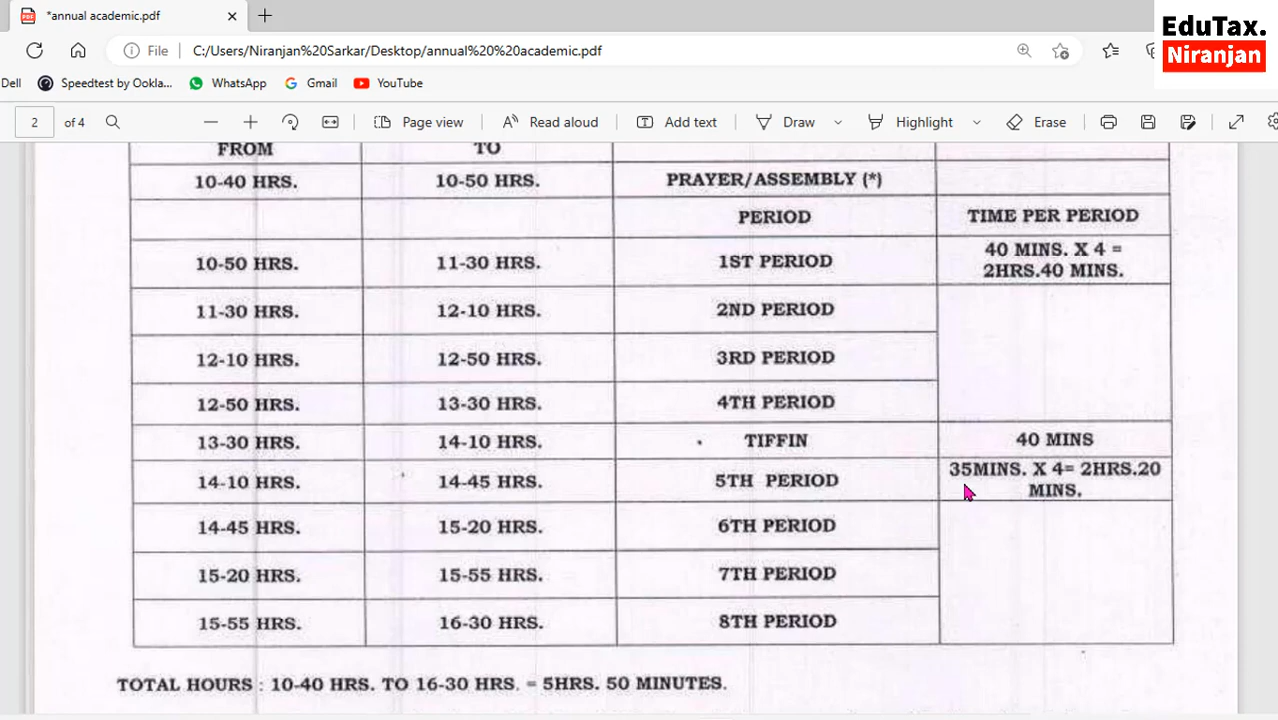 *annual academic.pdf
EduTax.
Niranjan
File C:/Users/Niranjan%20Sarkar/Desktop/annual%20%20academic.pdf
Dell Speedtest by Ookla... WhatsApp Gmail YouTube
2 of 4 Page view Read aloud Add text Draw Highlight Erase
FROM TO
10-40 HRS. 10-50 HRS. PRAYER/ASSEMBLY (*)
PERIOD TIME PER PERIOD
10-50 HRS. 11-30 HRS. 1ST PERIOD 40 MINS. X 4 =
2HRS.40 MINS.
11-30 HRS. 12-10 HRS. 2ND PERIOD
12-10 HRS. 12-50 HRS. 3RD PERIOD
12-50 HRS. 13-30 HRS. 4TH PERIOD
13-30 HRS. 14-10 HRS. TIFFIN 40 MINS
14-10 HRS. 14-45 HRS. 5TH PERIOD 35MINS. X 4= 2HRS.20
MINS.
14-45 HRS. 15-20 HRS. 6TH PERIOD
15-20 HRS. 15-55 HRS. 7TH PERIOD
15-55 HRS. 16-30 HRS. 8TH PERIOD
TOTAL HOURS : 10-40 HRS. TO 16-30 HRS. = 5HRS. 50 MINUTES.